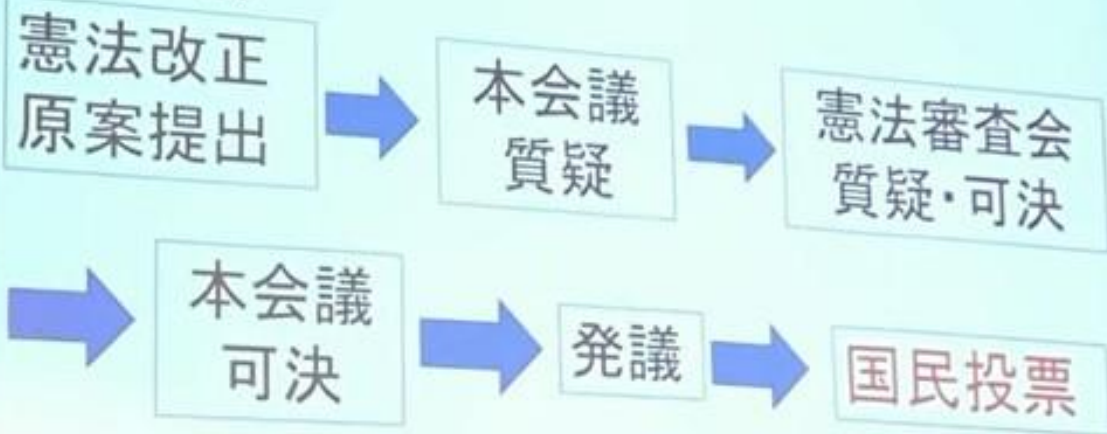 憲法改正
原案提出
本会議
質疑
憲法審査会
質疑・可決
本会議
可決
発議
国民投票